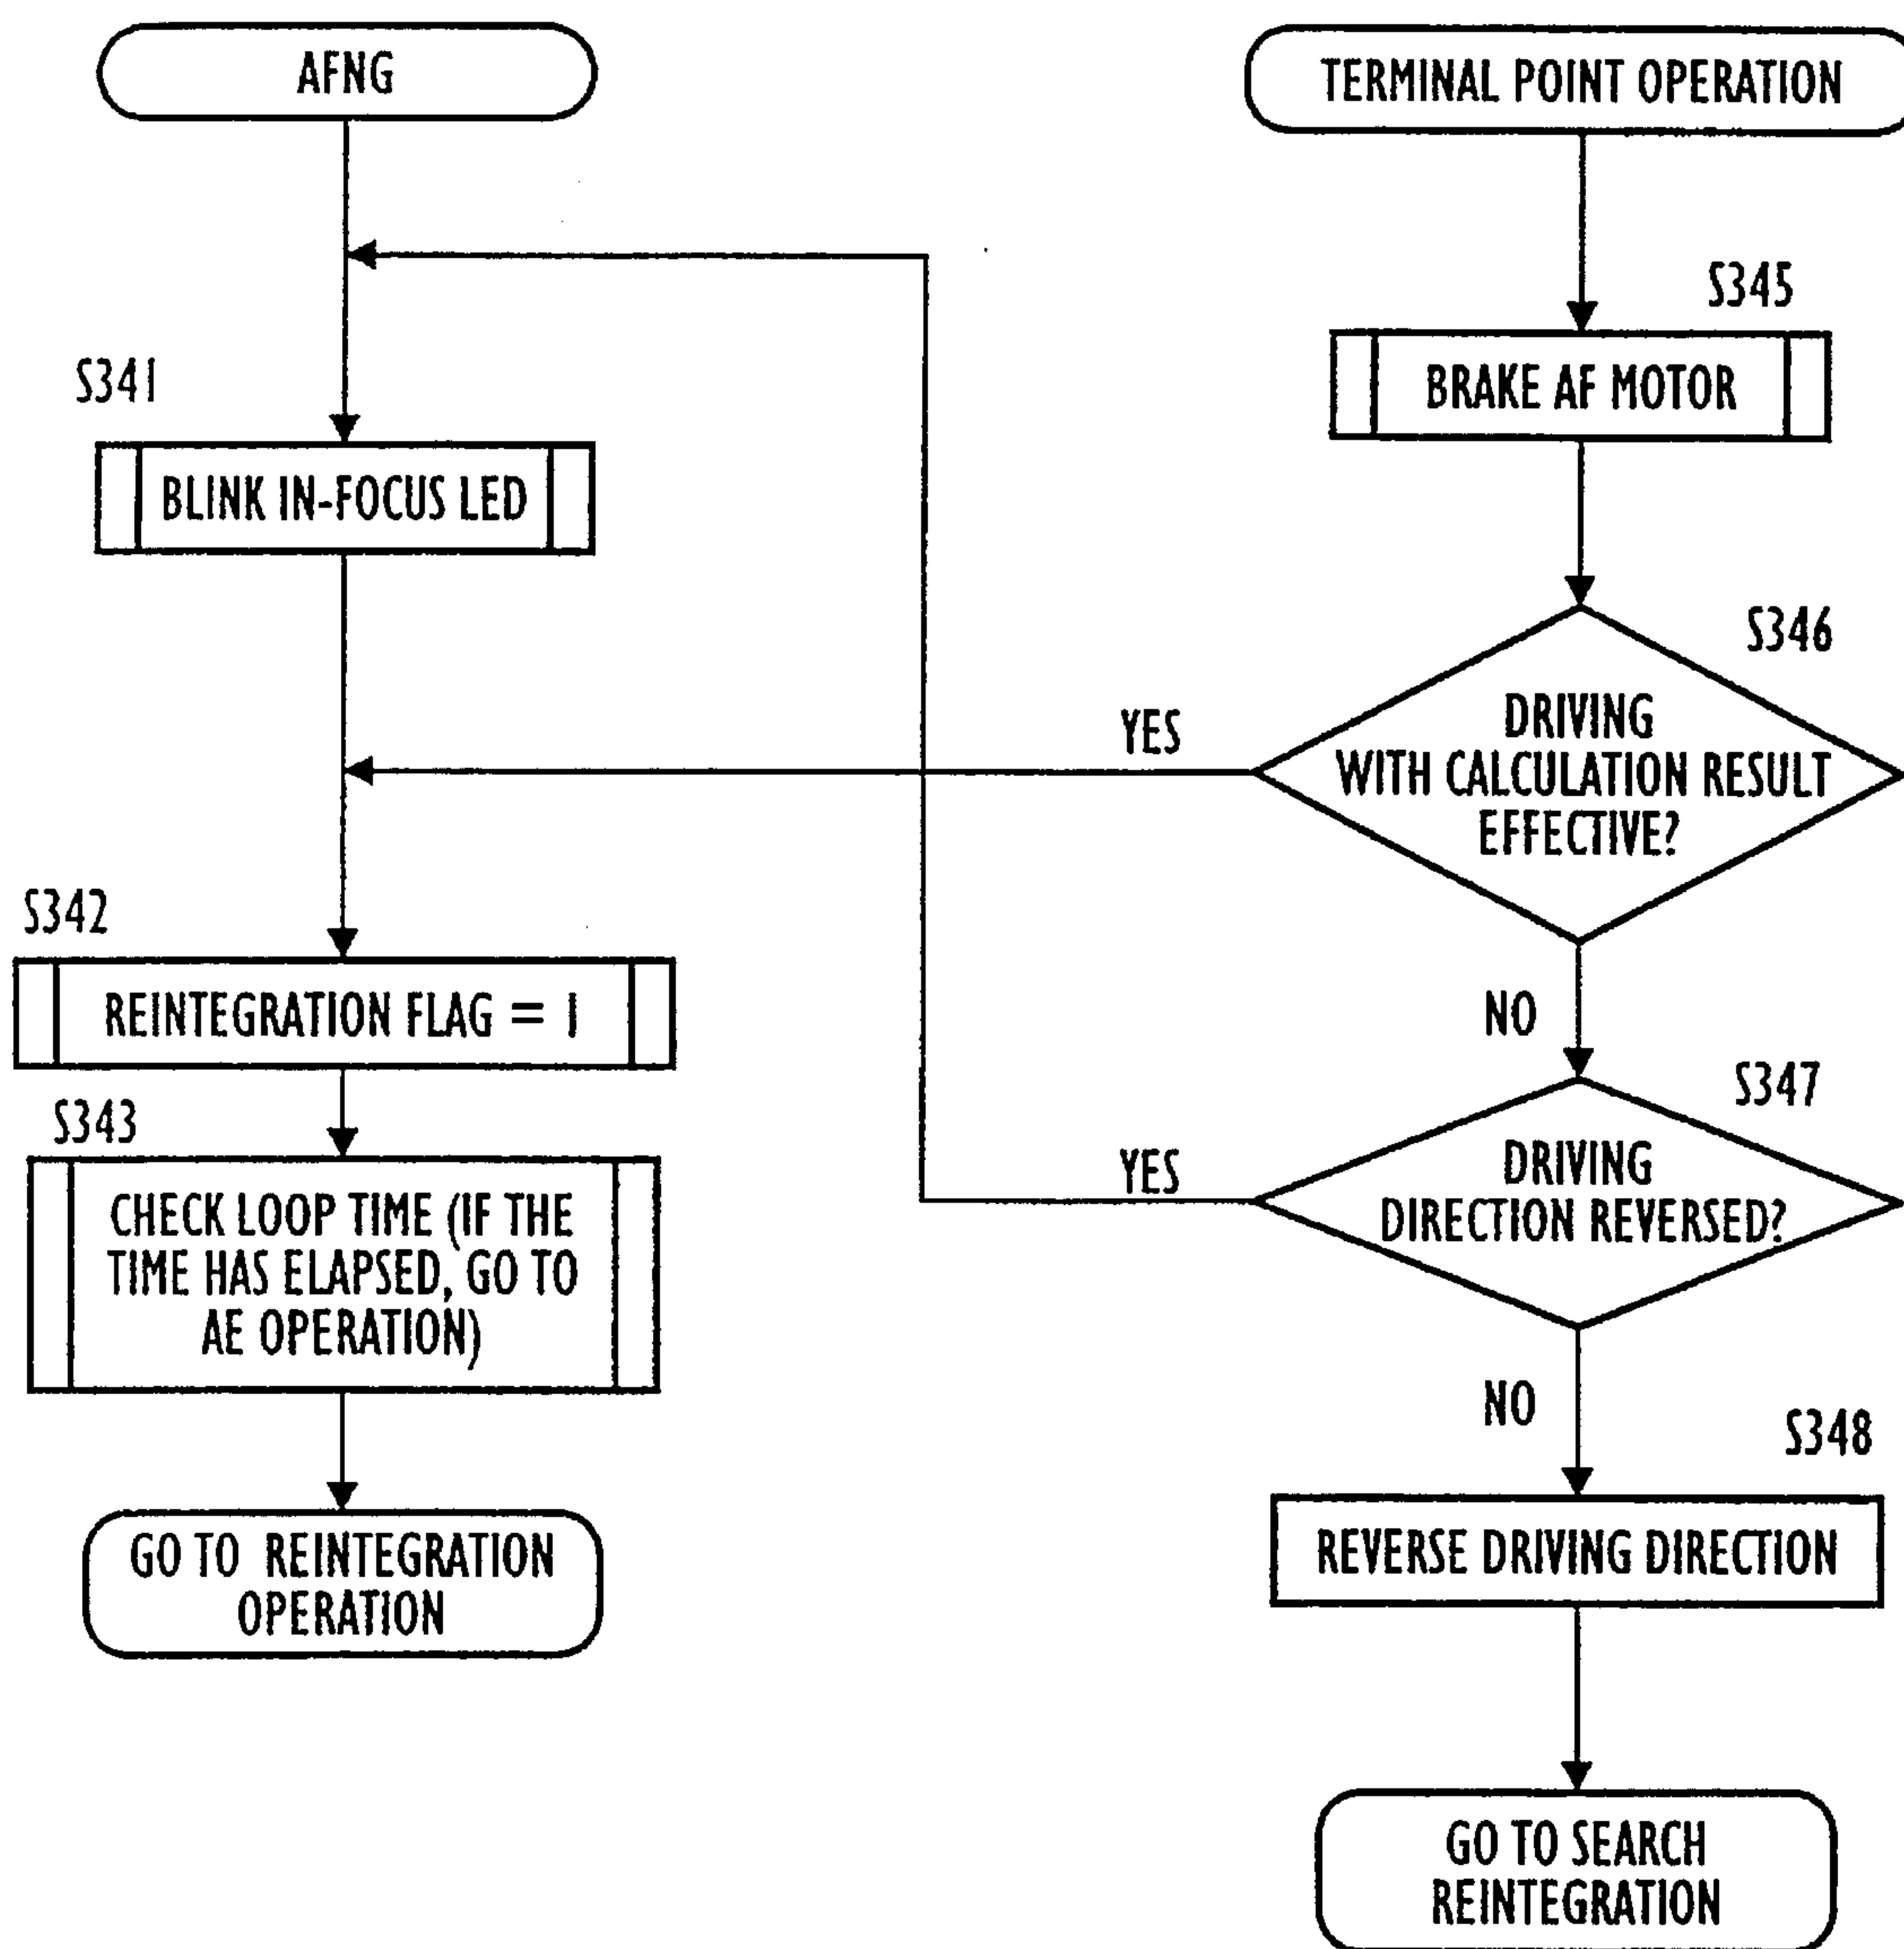 AFNG
S341
BLINK IN-FOCUS LED
S342
REINTEGRATION FLAG = 1
S343
CHECK LOOP TIME (IF THE
TIME HAS ELAPSED, GO TO
AE OPERATION)
GO TO REINTEGRATION
OPERATION
TERMINAL POINT OPERATION
S345
BRAKE AF MOTOR
S346
DRIVING
WITH CALCULATION RESULT
EFFECTIVE?
YES
NO
S347
DRIVING
DIRECTION REVERSED?
YES
NO
S348
REVERSE DRIVING DIRECTION
GO TO SEARCH
REINTEGRATION